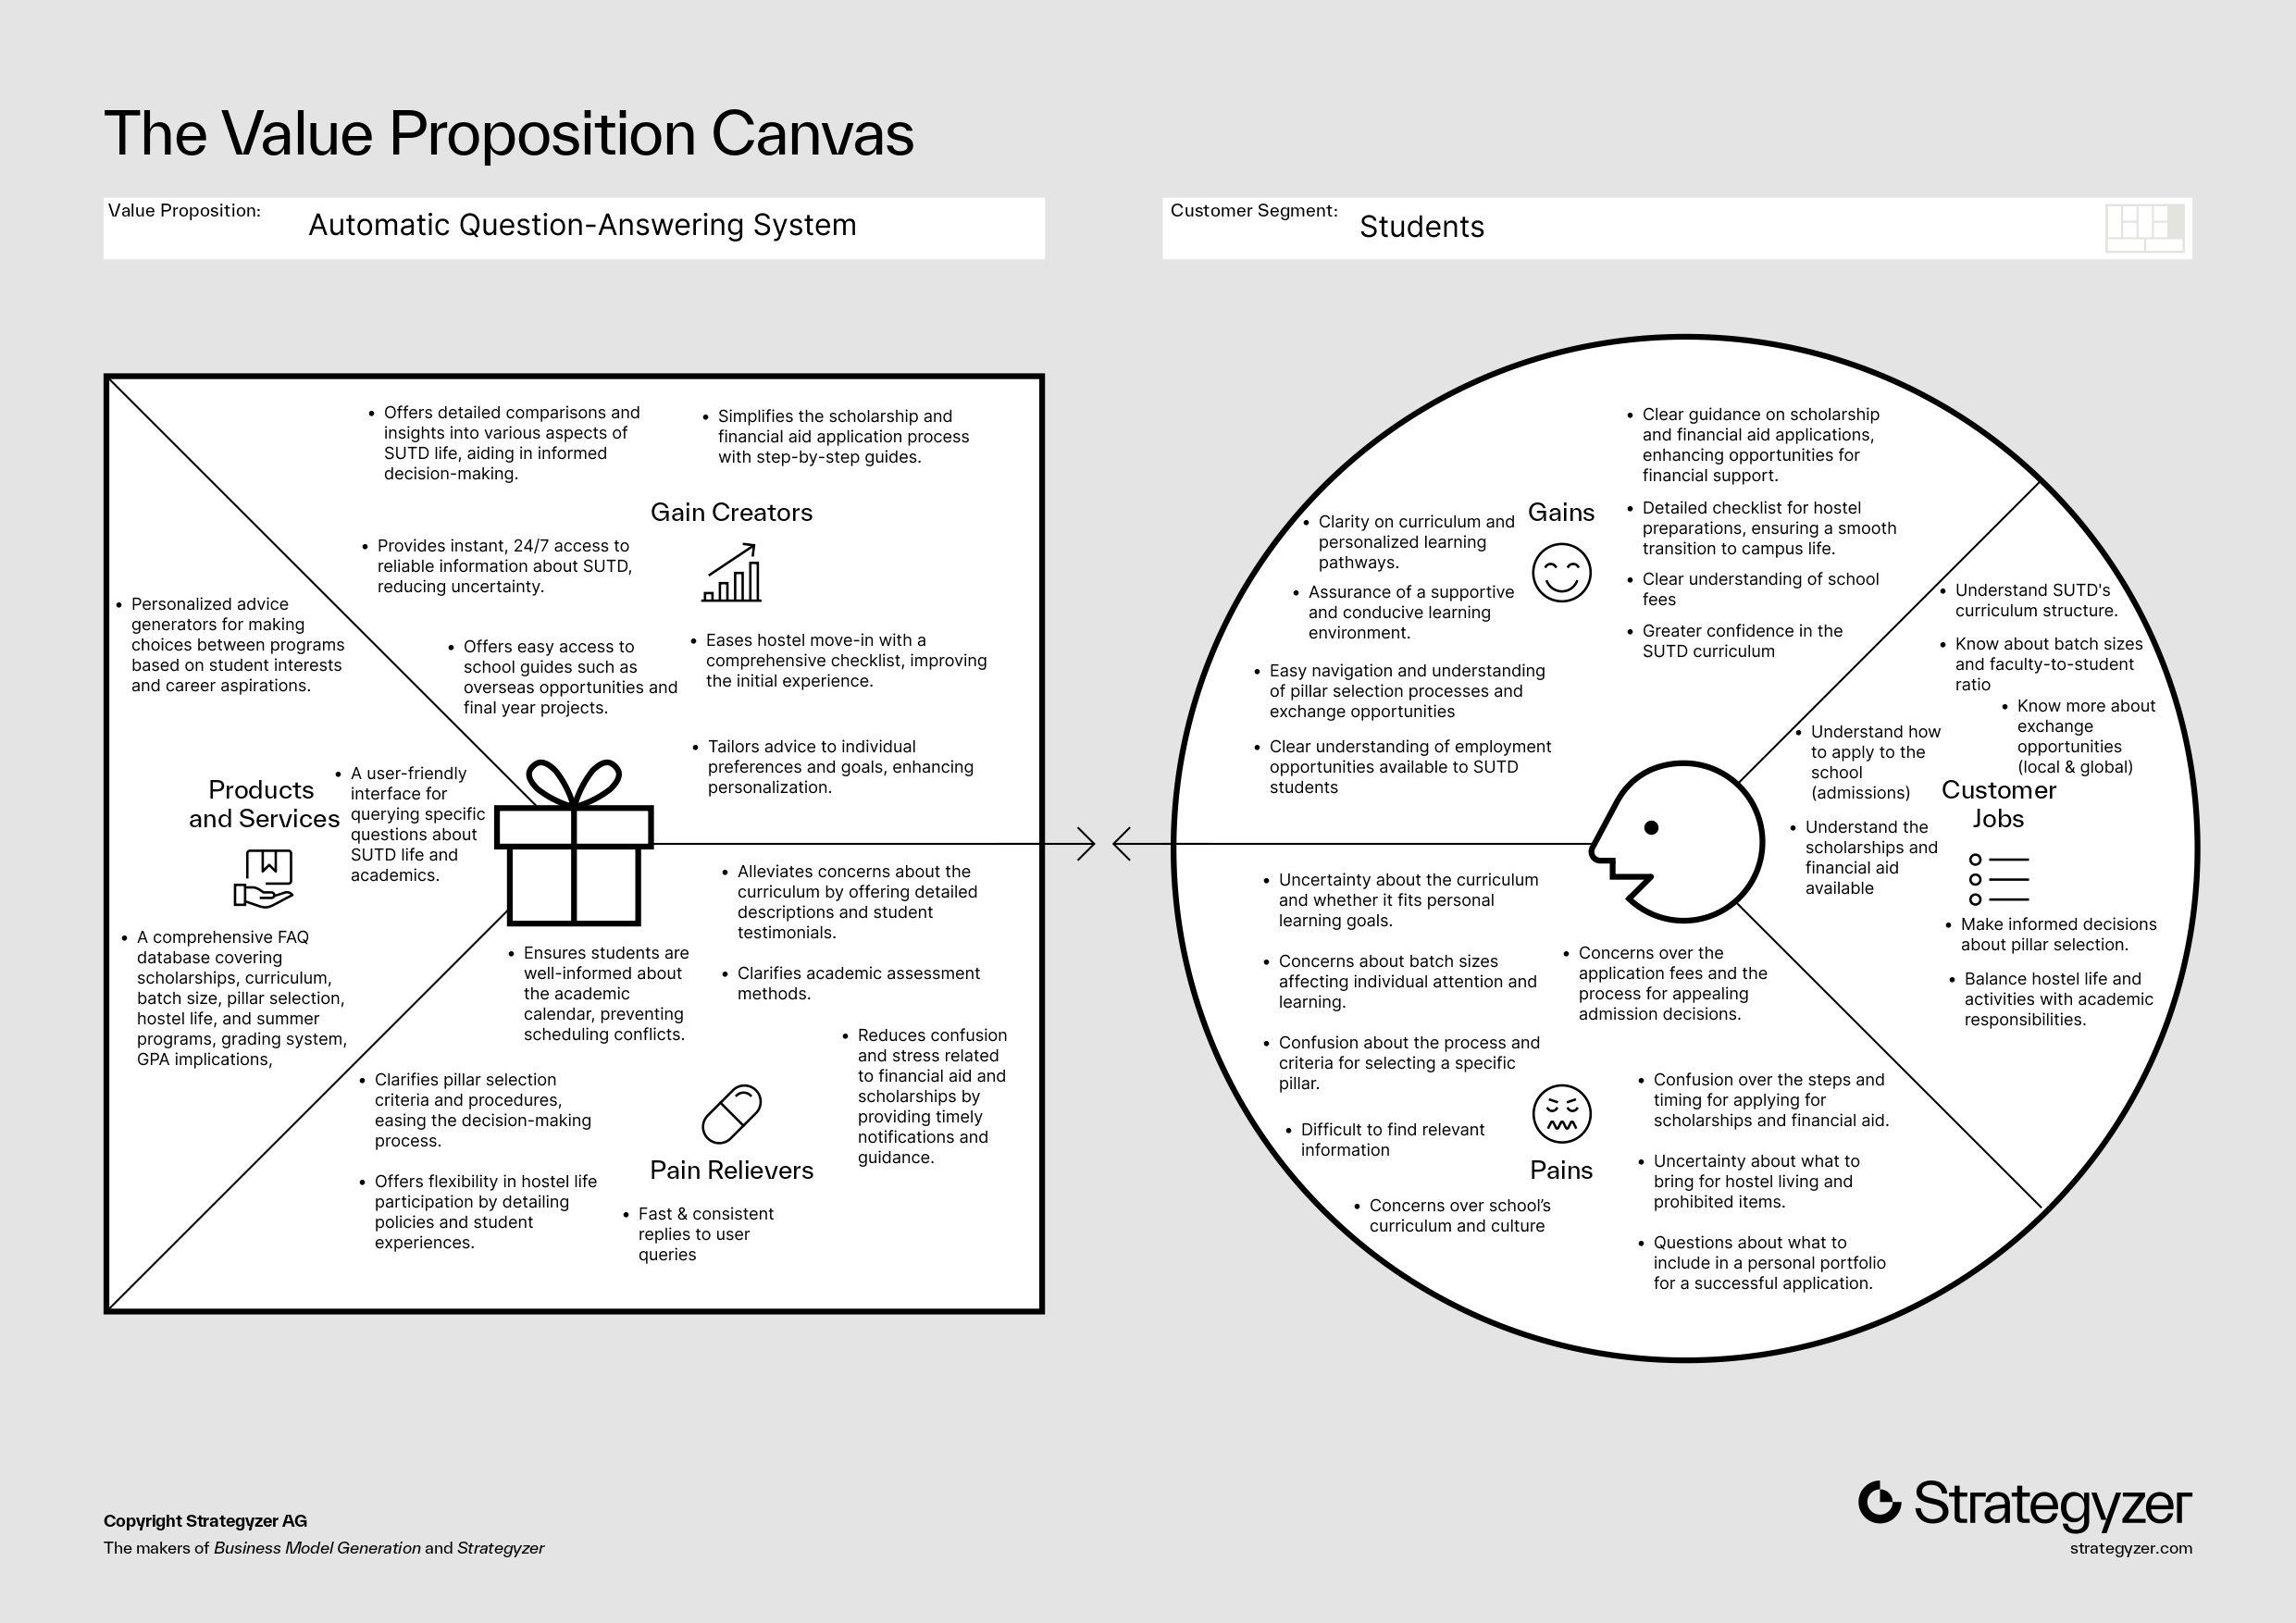 The Value Proposition Canvas
Value Proposition:
Automatic Question-Answering System
Customer Segment:
Students
• Offers detailed comparisons and
insights into various aspects of
SUTD life, aiding in informed
decision-making.
• Simplifies the scholarship and
financial aid application process
with step-by-step guides.
Gain Creators
• Provides instant, 24/7 access to
reliable information about SUTD,
reducing uncertainty.
• Offers easy access to
school guides such as
overseas opportunities and
final year projects.
• Eases hostel move-in with a
comprehensive checklist, improving
the initial experience.
• Tailors advice to individual
preferences and goals, enhancing
personalization.
• Personalized advice
generators for making
choices between programs
based on student interests
and career aspirations.
Products
and Services
• A user-friendly
interface for
querying specific
questions about
SUTD life and
academics.
• A comprehensive FAQ
database covering
scholarships, curriculum,
batch size, pillar selection,
hostel life, and summer
programs, grading system,
GPA implications,
• Alleviates concerns about the
curriculum by offering detailed
descriptions and student
testimonials.
• Ensures students are
well-informed about
the academic
calendar, preventing
scheduling conflicts.
• Clarifies academic assessment
methods.
• Reduces confusion
and stress related
to financial aid and
scholarships by
providing timely
notifications and
guidance.
• Clarifies pillar selection
criteria and procedures,
easing the decision-making
process.
• Offers flexibility in hostel life
participation by detailing
policies and student
experiences.
Pain Relievers
• Fast & consistent
replies to user
queries
• Clear guidance on scholarship
and financial aid applications,
enhancing opportunities for
financial support.
Gains
• Clarity on curriculum and
personalized learning
pathways.
• Detailed checklist for hostel
preparations, ensuring a smooth
transition to campus life.
• Assurance of a supportive
and conducive learning
environment.
• Clear understanding of school
fees
• Greater confidence in the
SUTD curriculum
• Easy navigation and understanding
of pillar selection processes and
exchange opportunities
• Clear understanding of employment
opportunities available to SUTD
students
• Understand SUTD's
curriculum structure.
• Know about batch sizes
and faculty-to-student
ratio
• Know more about
exchange
opportunities
(local & global)
• Understand how
to apply to the
school
(admissions)
Customer
Jobs
• Understand the
scholarships and
financial aid
available
• Make informed decisions
about pillar selection.
• Balance hostel life and
activities with academic
responsibilities.
• Uncertainty about the curriculum
and whether it fits personal
learning goals.
• Concerns about batch sizes
affecting individual attention and
learning.
• Concerns over the
application fees and the
process for appealing
admission decisions.
• Confusion about the process and
criteria for selecting a specific
pillar.
• Difficult to find relevant
information
Pains
• Concerns over school’s
curriculum and culture
• Confusion over the steps and
timing for applying for
scholarships and financial aid.
• Uncertainty about what to
bring for hostel living and
prohibited items.
• Questions about what to
include in a personal portfolio
for a successful application.
Copyright Strategyzer AG
The makers of Business Model Generation and Strategyzer
Strategyzer
strategyzer.com